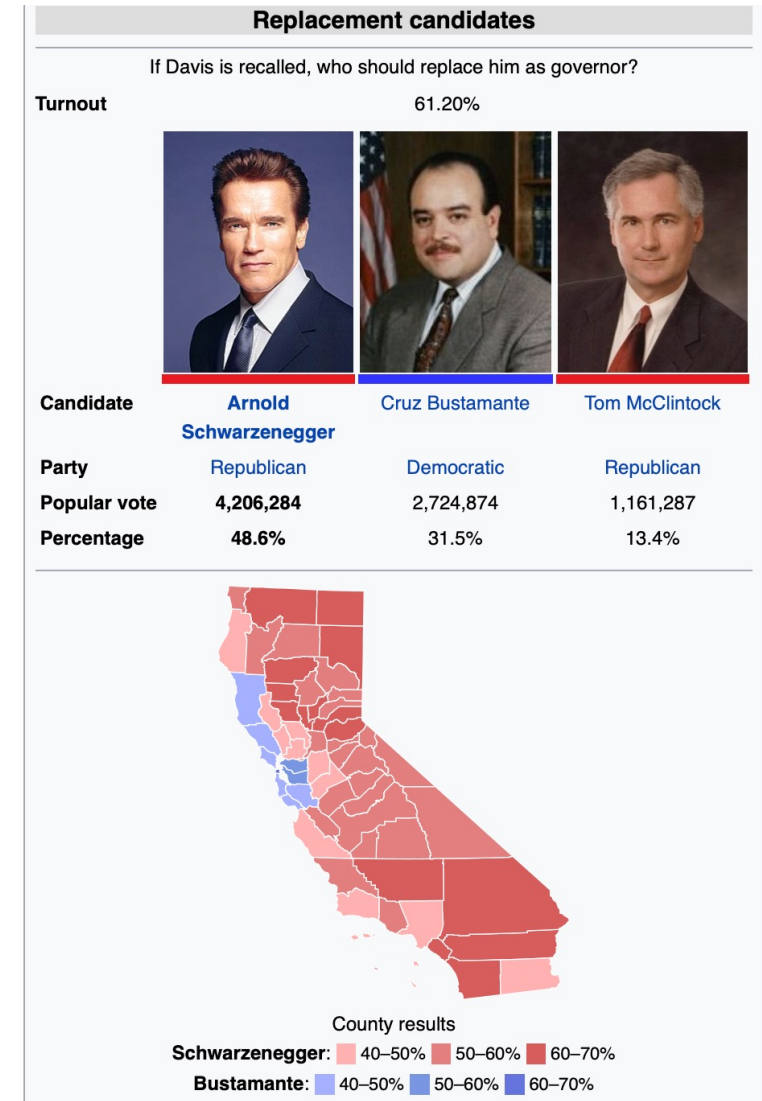 Replacement candidates
If Davis is recalled, who should replace him as governor?
Turnout 61.20%
Candidate Arnold Schwarzenegger Cruz Bustamante Tom McClintock
Party Republican Democratic Republican
Popular vote 4,206,284 2,724,874 1,161,287
Percentage 48.6% 31.5% 13.4%
County results
Schwarzenegger: 40–50% 50–60% 60–70%
Bustamante: 40–50% 50–60% 60–70%